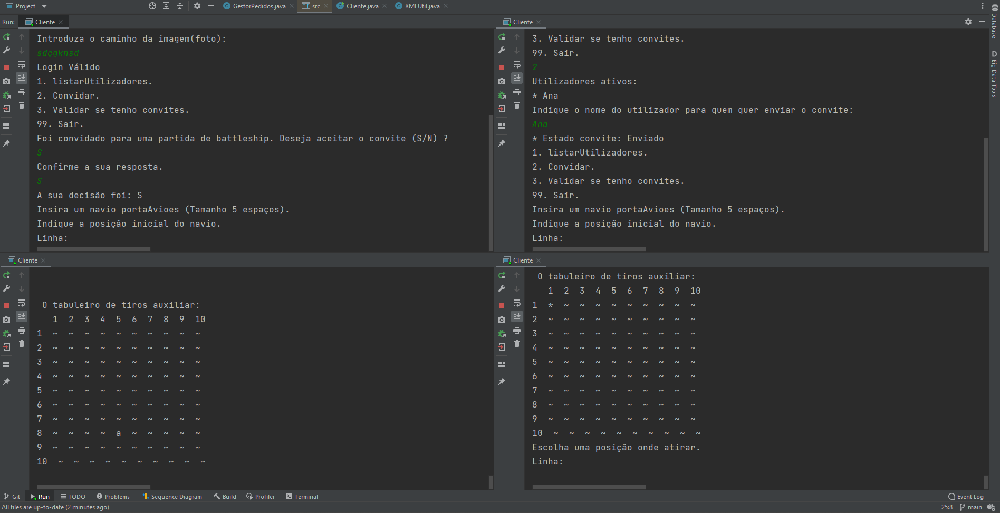 Project
GestorPedidos.java
src
Cliente.java
XMLUtil.java
Run:
Cliente
Introduza o caminho da imagem(foto):
sdçgknsd
Login Válido
1. listarUtilizadores.
2. Convidar.
3. Validar se tenho convites.
99. Sair.
Foi convidado para uma partida de battleship. Deseja aceitar o convite (S/N) ?
S
Confirme a sua resposta.
S
A sua decisão foi: S
Insira um navio portaAvioes (Tamanho 5 espaços).
Indique a posição inicial do navio.
Linha:
Cliente
3. Validar se tenho convites.
99. Sair.
2
Utilizadores ativos:
* Ana
Indique o nome do utilizador para quem quer enviar o convite:
Ana
* Estado convite: Enviado
1. listarUtilizadores.
2. Convidar.
3. Validar se tenho convites.
99. Sair.
Insira um navio portaAvioes (Tamanho 5 espaços).
Indique a posição inicial do navio.
Linha:
Cliente
O tabuleiro de tiros auxiliar:
1 2 3 4 5 6 7 8 9 10
1 ~ ~ ~ ~ ~ ~ ~ ~ ~ ~
2 ~ ~ ~ ~ ~ ~ ~ ~ ~ ~
3 ~ ~ ~ ~ ~ ~ ~ ~ ~ ~
4 ~ ~ ~ ~ ~ ~ ~ ~ ~ ~
5 ~ ~ ~ ~ ~ ~ ~ ~ ~ ~
6 ~ ~ ~ ~ ~ ~ ~ ~ ~ ~
7 ~ ~ ~ ~ ~ ~ ~ ~ ~ ~
8 ~ ~ ~ ~ a ~ ~ ~ ~ ~
9 ~ ~ ~ ~ ~ ~ ~ ~ ~ ~
10 ~ ~ ~ ~ ~ ~ ~ ~ ~ ~
Cliente
O tabuleiro de tiros auxiliar:
1 2 3 4 5 6 7 8 9 10
1 * ~ ~ ~ ~ ~ ~ ~ ~ ~
2 ~ ~ ~ ~ ~ ~ ~ ~ ~ ~
3 ~ ~ ~ ~ ~ ~ ~ ~ ~ ~
4 ~ ~ ~ ~ ~ ~ ~ ~ ~ ~
5 ~ ~ ~ ~ ~ ~ ~ ~ ~ ~
6 ~ ~ ~ ~ ~ ~ ~ ~ ~ ~
7 ~ ~ ~ ~ ~ ~ ~ ~ ~ ~
8 ~ ~ ~ ~ ~ ~ ~ ~ ~ ~
9 ~ ~ ~ ~ ~ ~ ~ ~ ~ ~
10 ~ ~ ~ ~ ~ ~ ~ ~ ~ ~
Escolha uma posição onde atirar.
Linha:
Database
D Big Data Tools
Git
Run
TODO
Problems
Sequence Diagram
Build
Profiler
Terminal
Event Log
All files are up-to-date (2 minutes ago)
25:8
main